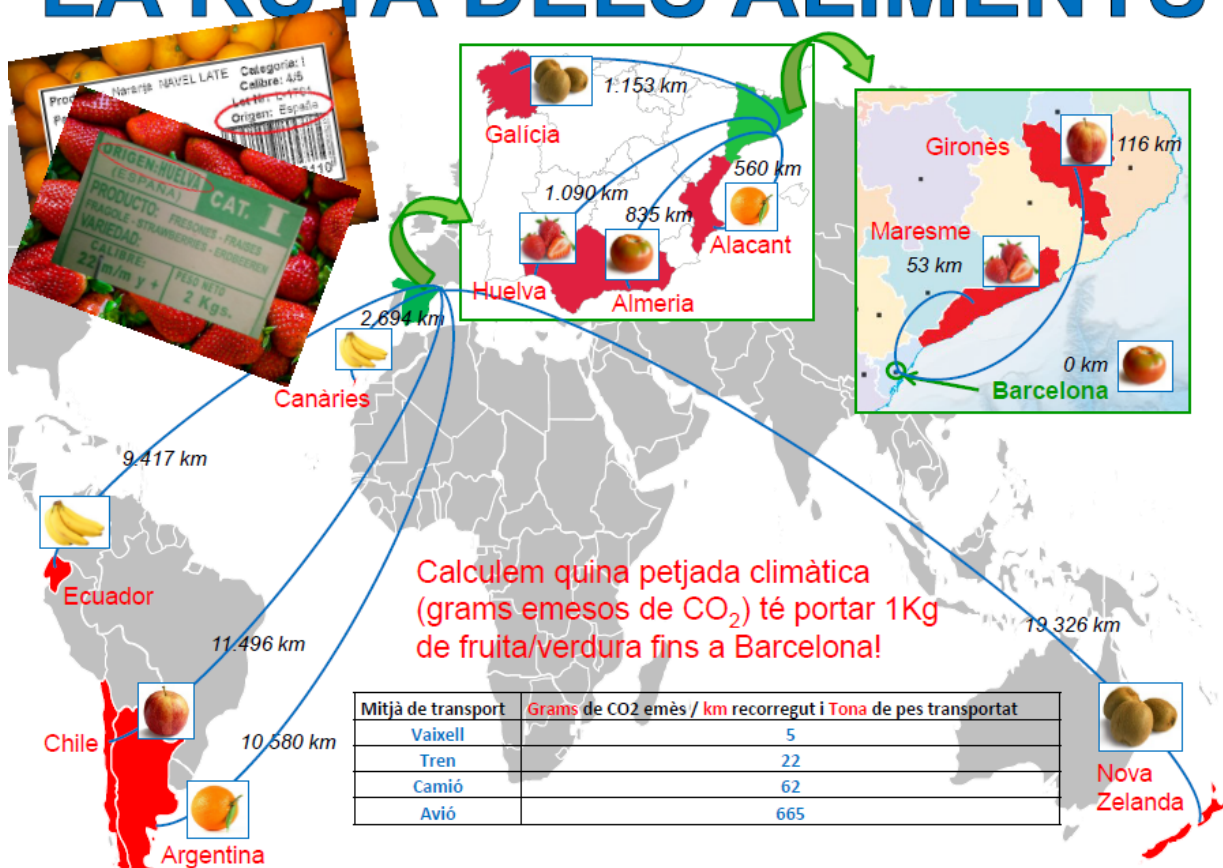 LA RUTA DELS ALIMENTS
Naranja NAVEL LATE
Categoria: I
Calibre: 4/5
Origen: España
ORIGEN:HUELVA
(ESPAÑA)
CAT. I
PRODUCTO: FRESONES - FRAISES
FRAGOLE - STRAWBERRIES - ERDBEEREN
VARIEDAD:
CALIBRE:
22 m/m y +
PESO NETO
2 Kgs.
1.153 km
Galícia
560 km
1.090 km
835 km
Alacant
Huelva
Almeria
Gironès
116 km
Maresme
53 km
0 km
Barcelona
2.694 km
Canàries
9.417 km
Ecuador
Calculem quina petjada climàtica
(grams emesos de CO₂) té portar 1Kg
de fruita/verdura fins a Barcelona!
11.496 km
19.326 km
Chile
10.580 km
Mitjà de transport Grams de CO2 emès / km recorregut i Tona de pes transportat
Vaixell 5
Tren 22
Camió 62
Avió 665
Nova
Zelanda
Argentina